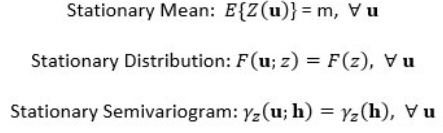 Stationary Mean: E{Z(u)} = m, ∀ u
Stationary Distribution: F(u; z) = F(z), ∀ u
Stationary Semivariogram: γz(u; h) = γz(h), ∀ u